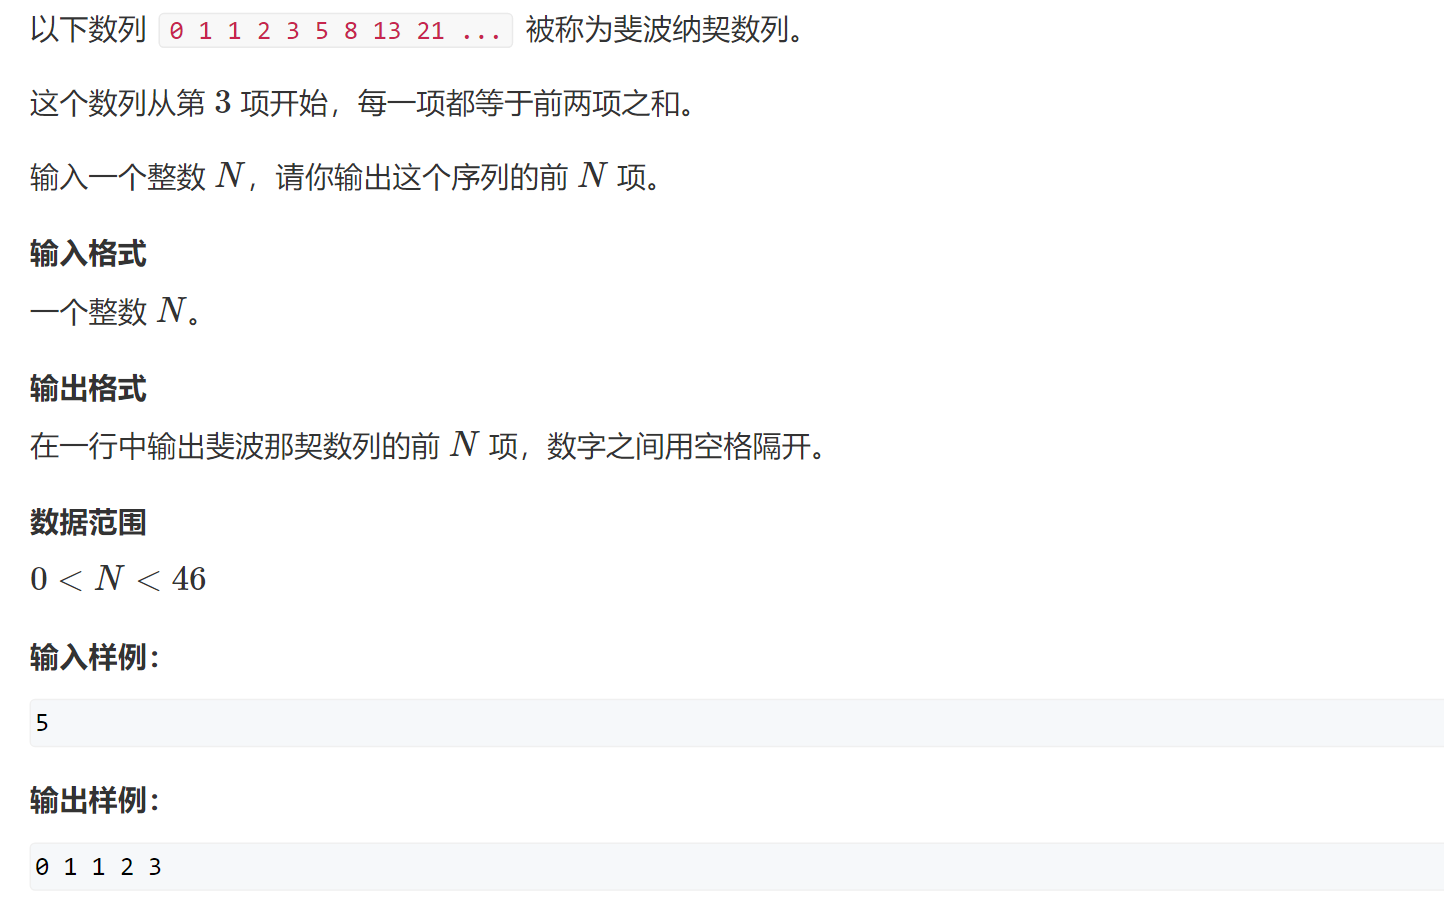 以下数列 0 1 1 2 3 5 8 13 21 ... 被称为斐波纳契数列。
这个数列从第 3 项开始，每一项都等于前两项之和。
输入一个整数 N，请你输出这个序列的前 N 项。
输入格式
一个整数 N。
输出格式
在一行中输出斐波那契数列的前 N 项，数字之间用空格隔开。
数据范围
0 < N < 46
输入样例：
5
输出样例：
0 1 1 2 3